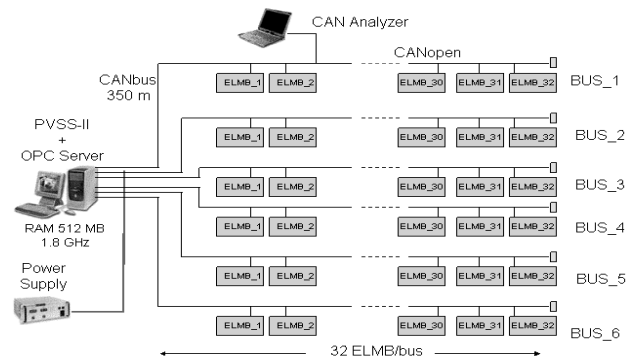 CAN Analyzer
CANopen
CANbus
350 m
ELMB_1 ELMB_2 ELMB_30 ELMB_31 ELMB_32
BUS_1
PVSS-II
+
OPC Server
ELMB_1 ELMB_2 ELMB_30 ELMB_31 ELMB_32
BUS_2
ELMB_1 ELMB_2 ELMB_30 ELMB_31 ELMB_32
BUS_3
RAM 512 MB
1.8 GHz
ELMB_1 ELMB_2 ELMB_30 ELMB_31 ELMB_32
BUS_4
Power
Supply
ELMB_1 ELMB_2 ELMB_30 ELMB_31 ELMB_32
BUS_5
ELMB_1 ELMB_2 ELMB_30 ELMB_31 ELMB_32
BUS_6
32 ELMB/bus